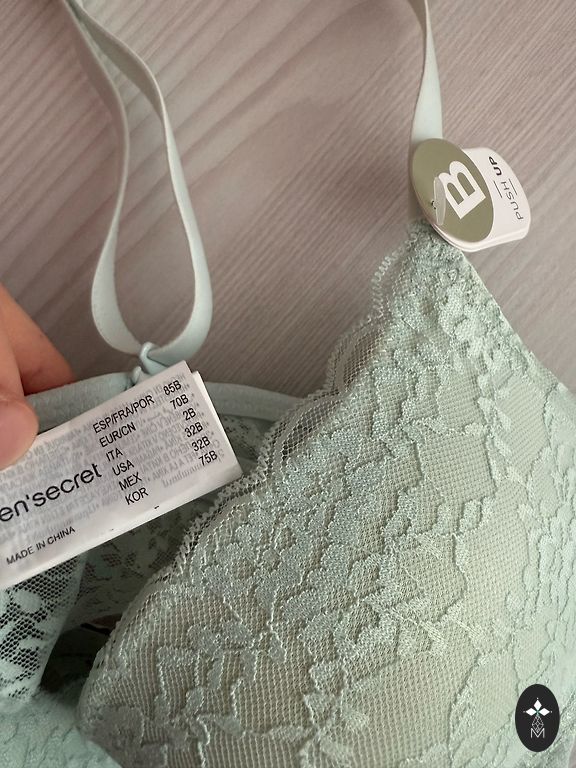 B
PUSH UP
en'secret
ESP/FRA/POR 85B
EUR/CN 70B
ITA 2B
USA 32B
MEX 32B
KOR 75B
MADE IN CHINA
M